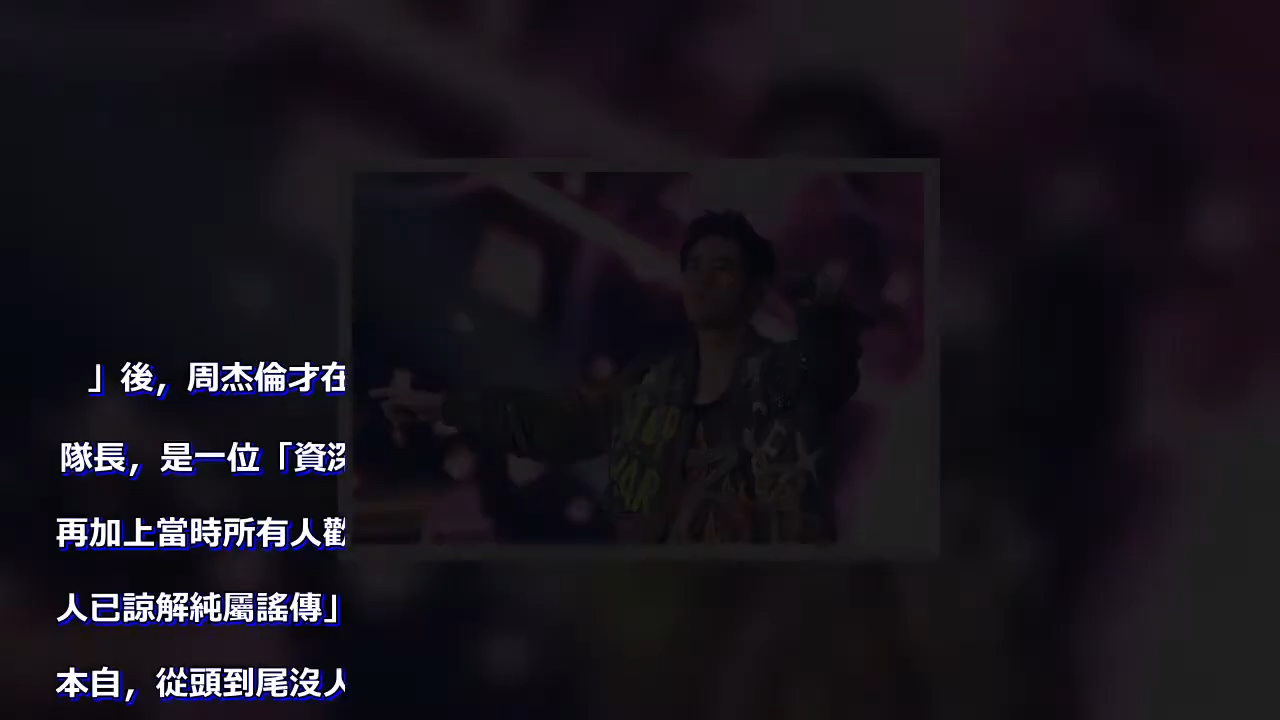 」後，周杰倫才在
隊長，是一位「資深
再加上當時所有人歡
人已諒解純屬謠傳」
本自，從頭到尾沒人